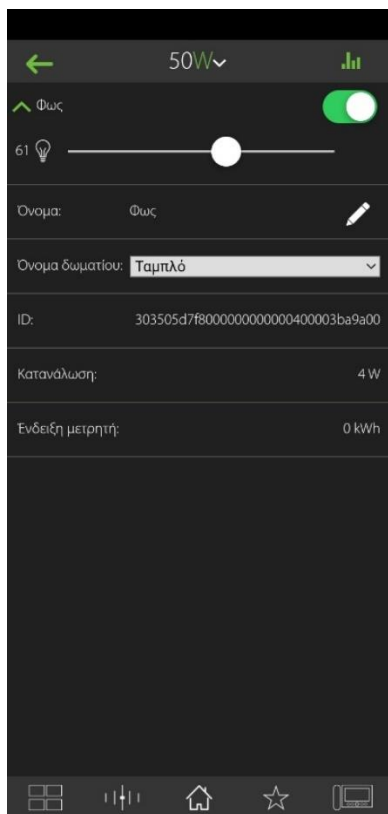 50W
Φως
61
Όνομα: Φως
Όνομα δωματίου: Ταμπλό
ID: 303505d7f8000000000000400003ba9a00
Κατανάλωση: 4 W
Ένδειξη μετρητή: 0 kWh